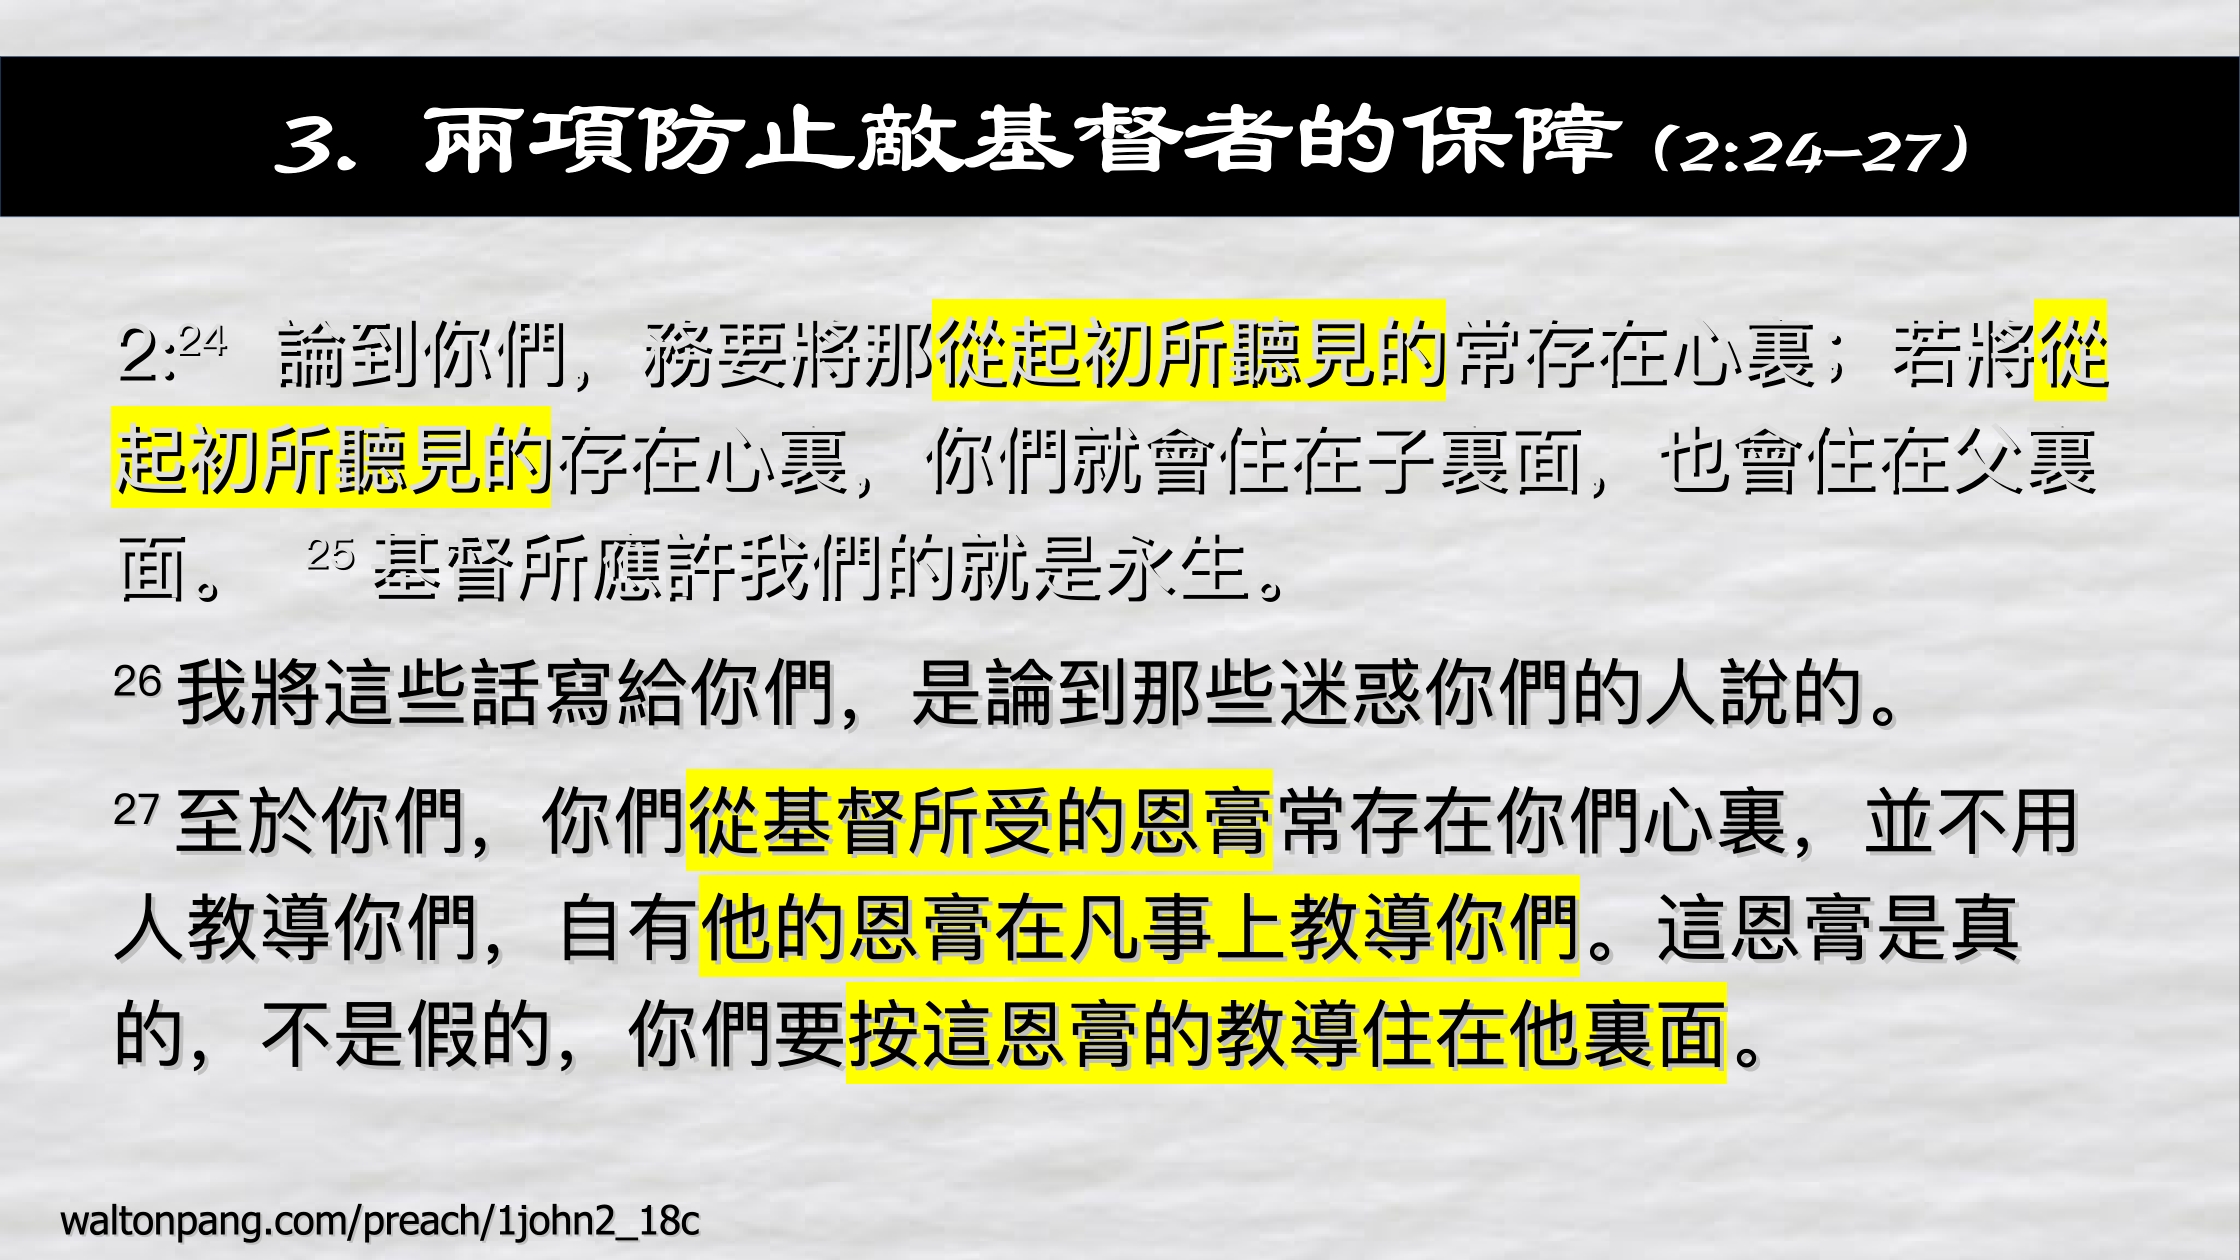 3. 兩項防止敵基督者的保障（2:24–27）
2:24 論到你們，務要將那從起初所聽見的常存在心裏；若將從
起初所聽見的存在心裏，你們就會住在子裏面，也會住在父裏
面。 25 基督所應許我們的就是永生。
26 我將這些話寫給你們，是論到那些迷惑你們的人說的。
27 至於你們，你們從基督所受的恩膏常存在你們心裏，並不用
人教導你們，自有他的恩膏在凡事上教導你們。這恩膏是真
的，不是假的，你們要按這恩膏的教導住在他裏面。
waltonpang.com/preach/1john2_18c